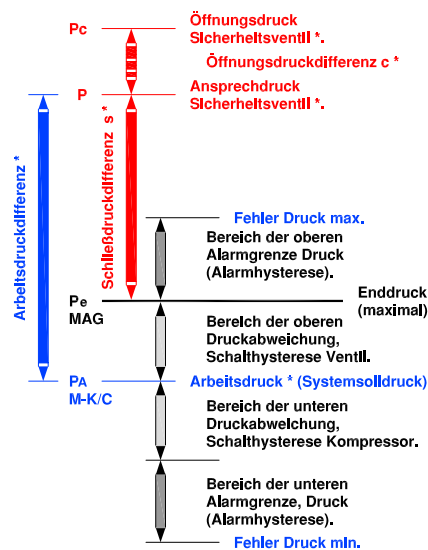 Pc
Öffnungsdruck
Sicherheitsventil *.
Öffnungsdruckdifferenz c *
P
Ansprechdruck
Sicherheitsventil *.
Arbeitsdruckdifferenz *
Schließdruckdifferenz s *
Fehler Druck max.
Bereich der oberen
Alarmgrenze Druck
(Alarmhysterese).
Pe
MAG
Enddruck
(maximal)
Bereich der oberen
Druckabweichung,
Schalthysterese Ventil.
PA
M-K/C
Arbeitsdruck * (Systemsolldruck)
Bereich der unteren
Druckabweichung,
Schalthysterese Kompressor.
Bereich der unteren
Alarmgrenze, Druck
(Alarmhysterese).
Fehler Druck min.